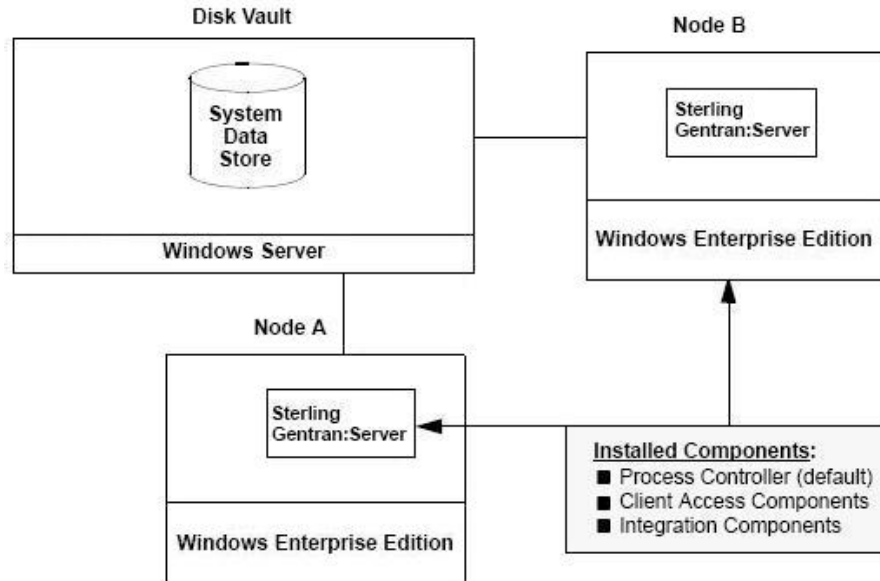 Disk Vault
System
Data
Store
Windows Server
Node B
Sterling
Gentran:Server
Windows Enterprise Edition
Node A
Sterling
Gentran:Server
Windows Enterprise Edition
Installed Components:
■ Process Controller (default)
■ Client Access Components
■ Integration Components